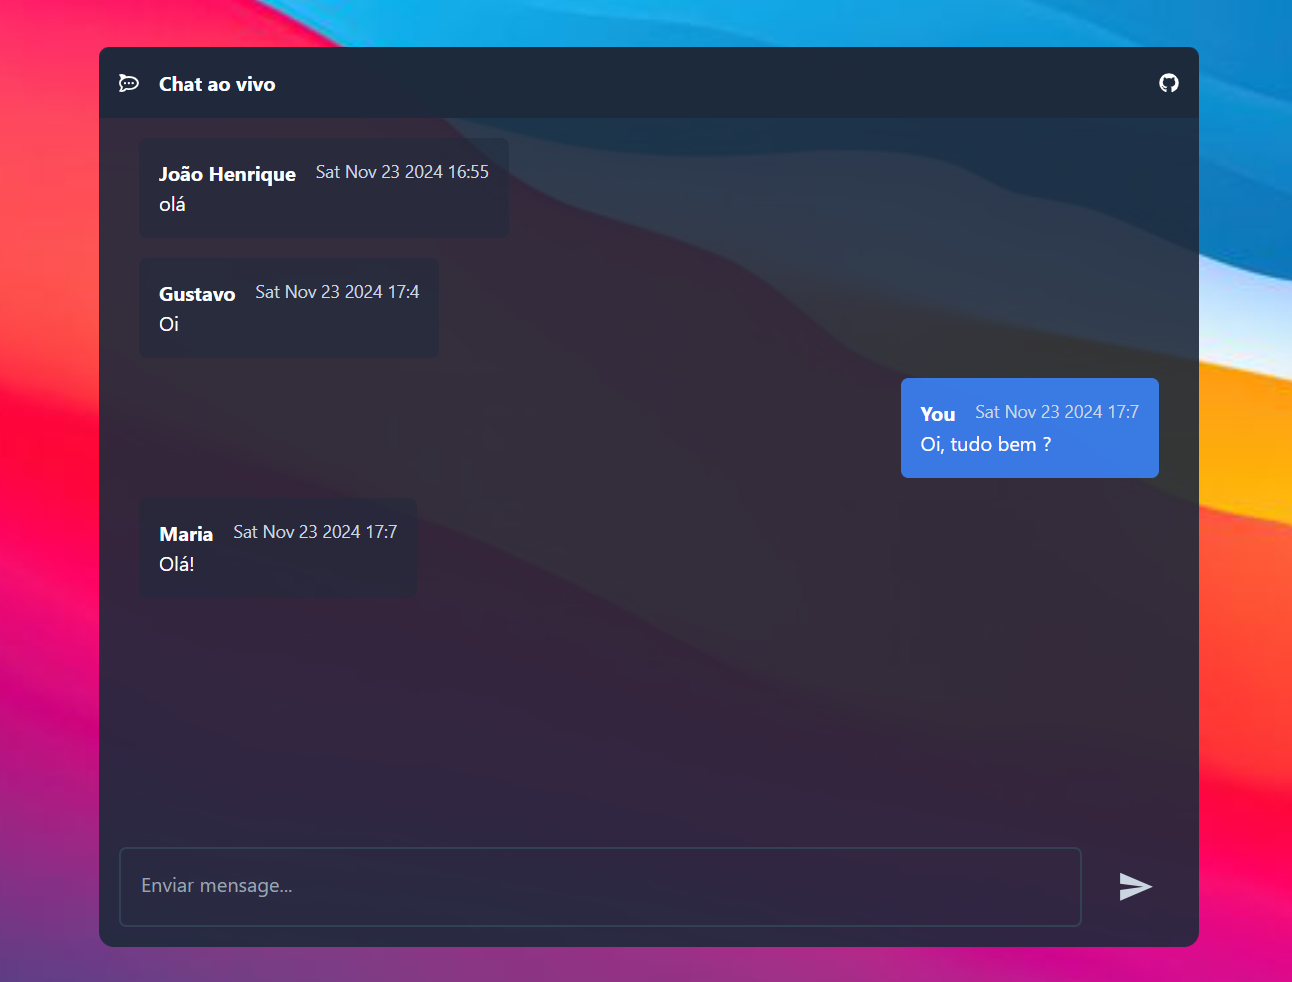 Chat ao vivo
João Henrique Sat Nov 23 2024 16:55
olá
Gustavo Sat Nov 23 2024 17:4
Oi
You Sat Nov 23 2024 17:7
Oi, tudo bem ?
Maria Sat Nov 23 2024 17:7
Olá!
Enviar mensage...